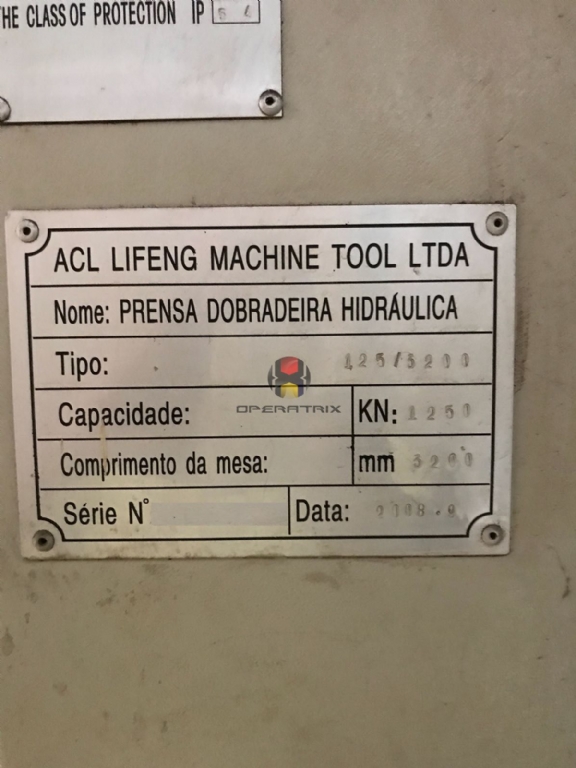 THE CLASS OF PROTECTION IP 54
ACL LIFENG MACHINE TOOL LTDA
Nome: PRENSA DOBRADEIRA HIDRÁULICA
Tipo: 125/3200
OPERATRIX
Capacidade: KN: 1250
Comprimento da mesa: mm 3200
Série N°
Data: